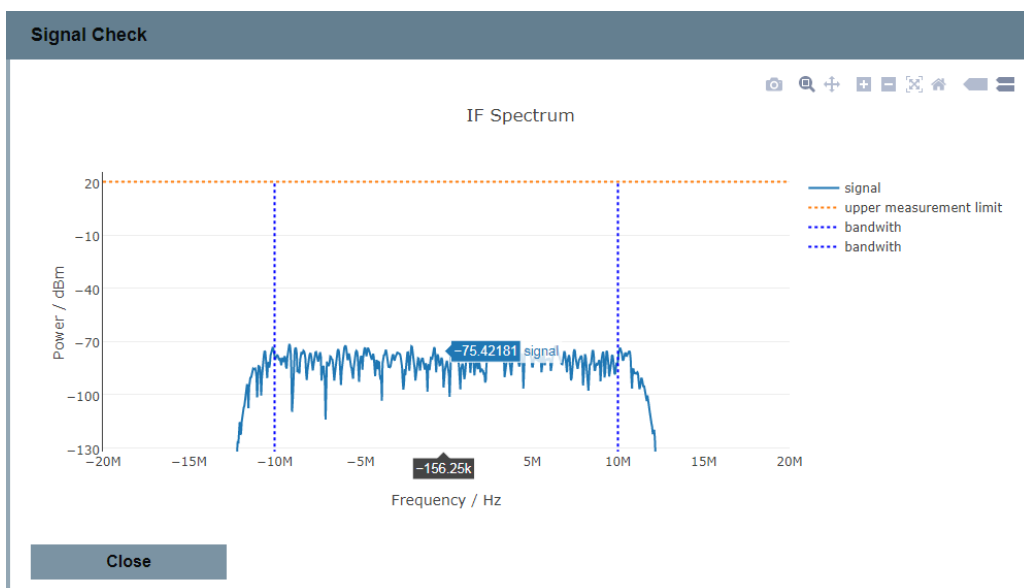 Signal Check
IF Spectrum
20
−10
−40
−70
−100
−130
Power / dBm
−75.42181 signal
signal
upper measurement limit
bandwith
bandwith
−20M −15M −10M −5M −156.25k 5M 10M 15M 20M
Frequency / Hz
Close